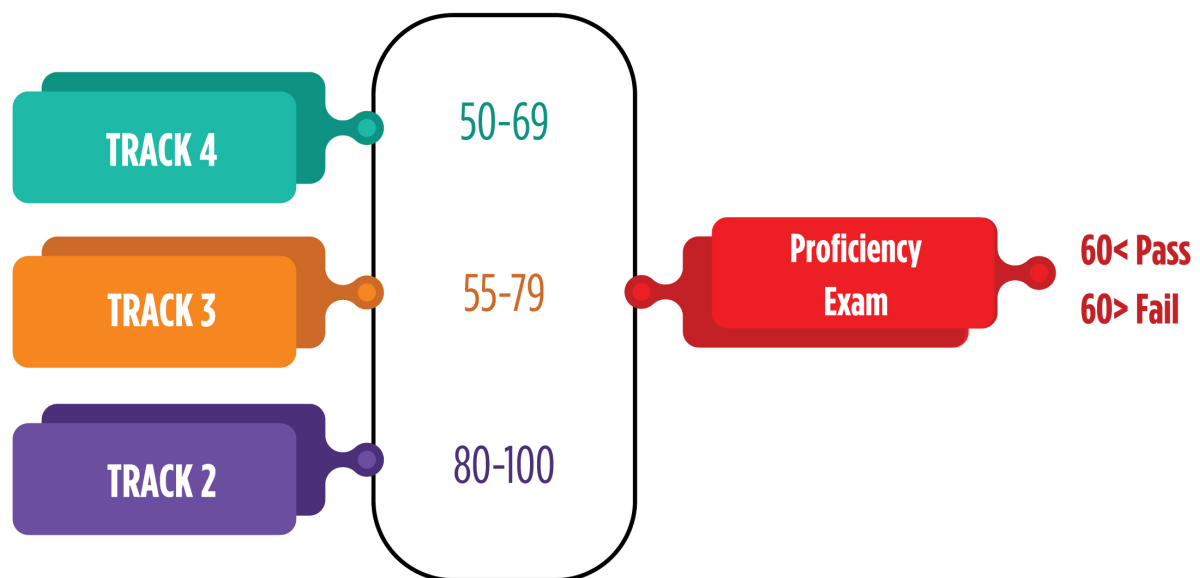 TRACK 4
50-69
TRACK 3
55-79
TRACK 2
80-100
Proficiency
Exam
60< Pass
60> Fail